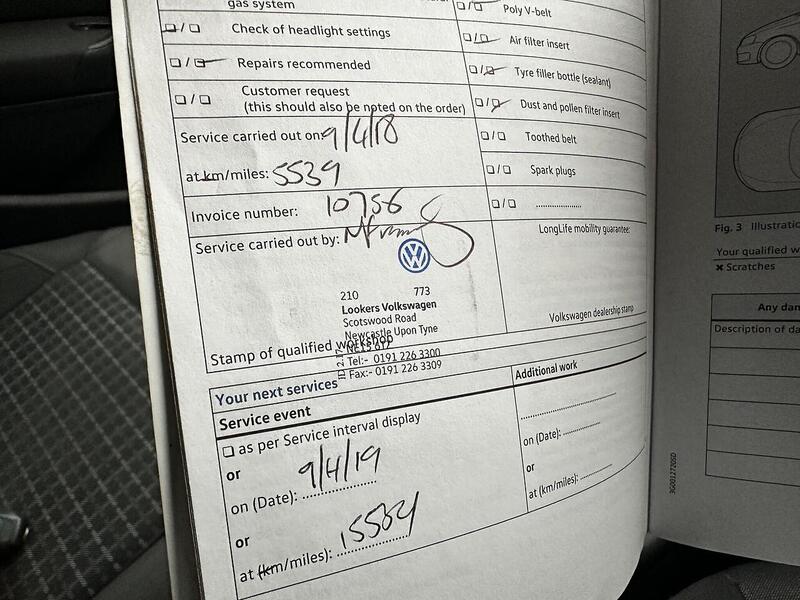 gas system
Check of headlight settings
Repairs recommended
Customer request
(this should also be noted on the order)
Service carried out on: 9/4/18
at km/miles: 5539
Invoice number: 10756
Service carried out by:
210 773
Lookers Volkswagen
Scotswood Road
Newcastle Upon Tyne
Tel:- 0191 226 3300
Fax:- 0191 226 3309
Stamp of qualified workshop
Poly V-belt
Air filter insert
Tyre filler bottle (sealant)
Dust and pollen filter insert
Toothed belt
Spark plugs
LongLife mobility guarantee:
Volkswagen dealership stamp
Your next services
Service event
as per Service interval display
or
on (Date): 9/4/19
or
at (km/miles): 15564
Additional work
on (Date):
or
at (km/miles):
Fig. 3 Illustratio
Your qualified w
✖ Scratches
Any dan
Description of da